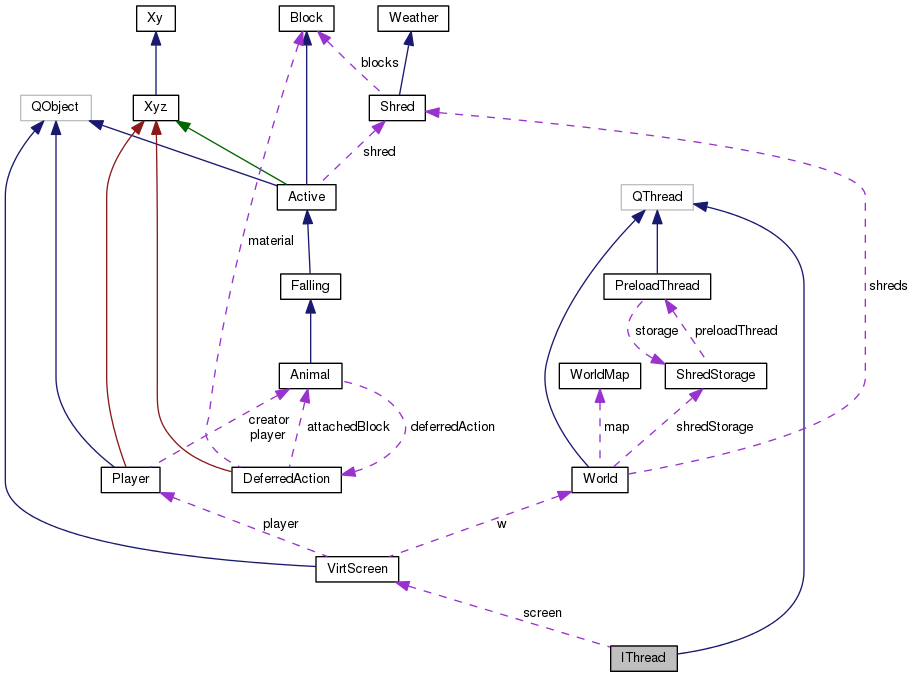 Xy
Block
Weather
blocks
QObject
Xyz
Shred
shred
Active
QThread
material
Falling
PreloadThread
shreds
storage
preloadThread
Animal
WorldMap
ShredStorage
creator
player
attachedBlock
deferredAction
map
shredStorage
Player
DeferredAction
World
player
w
VirtScreen
screen
IThread